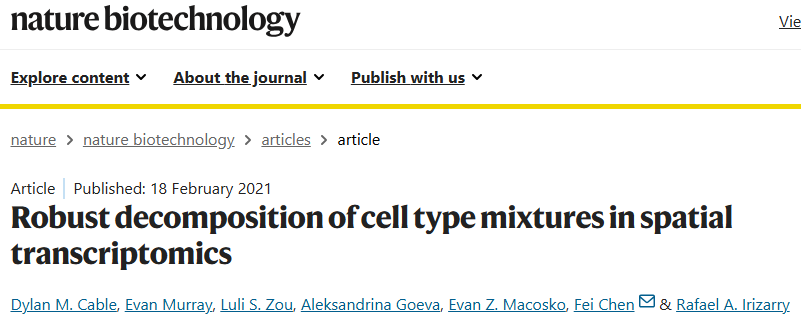 nature biotechnology
Vie
Explore content About the journal Publish with us
nature > nature biotechnology > articles > article
Article | Published: 18 February 2021
Robust decomposition of cell type mixtures in spatial
transcriptomics
Dylan M. Cable, Evan Murray, Luli S. Zou, Aleksandrina Goeva, Evan Z. Macosko, Fei Chen & Rafael A. Irizarry